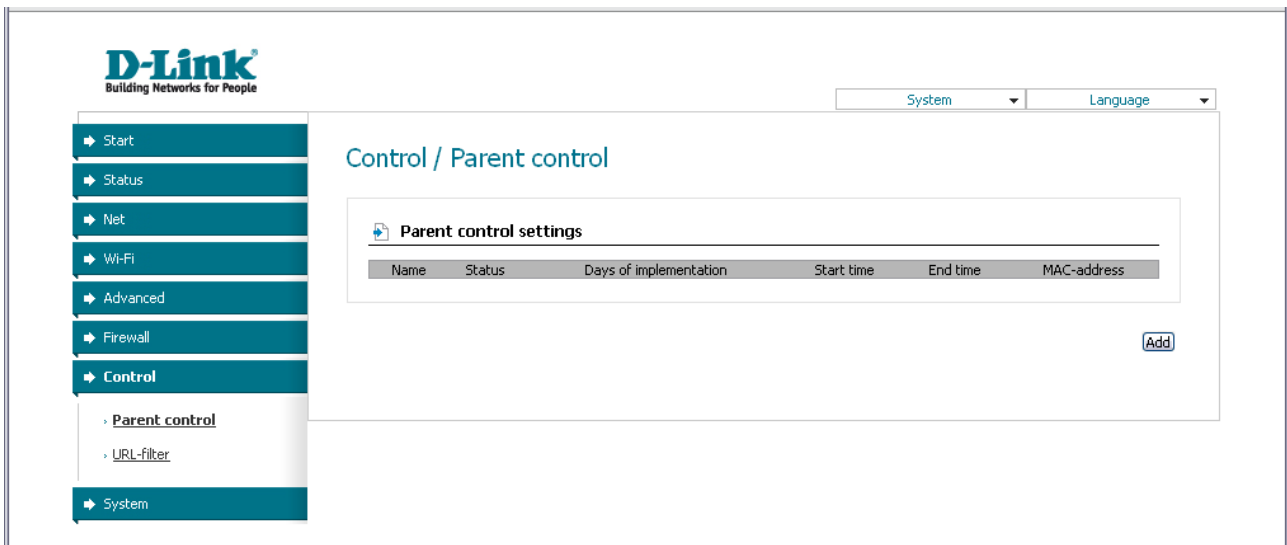 D-Link
Building Networks for People
System
Language
Start
Status
Net
Wi-Fi
Advanced
Firewall
Control
Parent control
URL-filter
System
Control / Parent control
Parent control settings
Name Status Days of implementation Start time End time MAC-address
Add